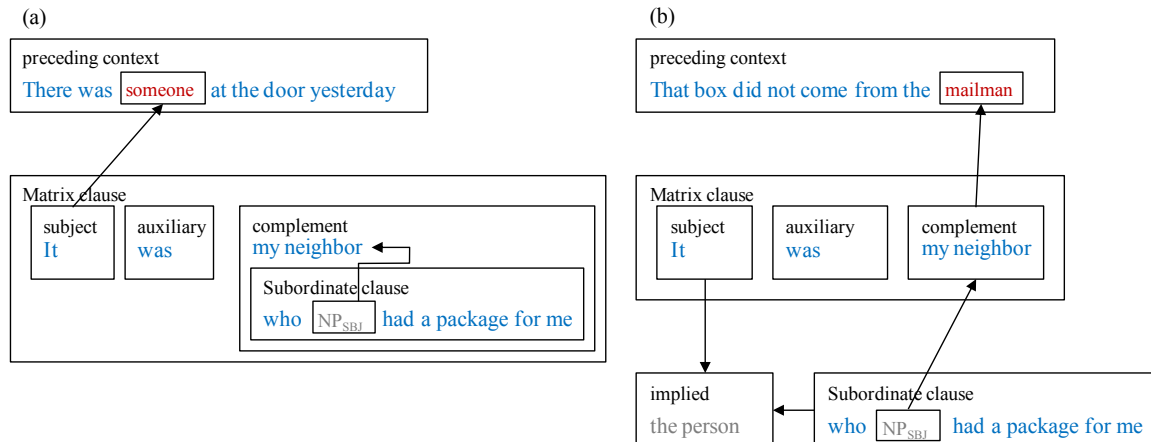 (a)
preceding context
There was someone at the door yesterday
Matrix clause
subject
It
auxiliary
was
complement
my neighbor
Subordinate clause
who NP_SBJ had a package for me
(b)
preceding context
That box did not come from the mailman
Matrix clause
subject
It
auxiliary
was
complement
my neighbor
implied
the person
Subordinate clause
who NP_SBJ had a package for me